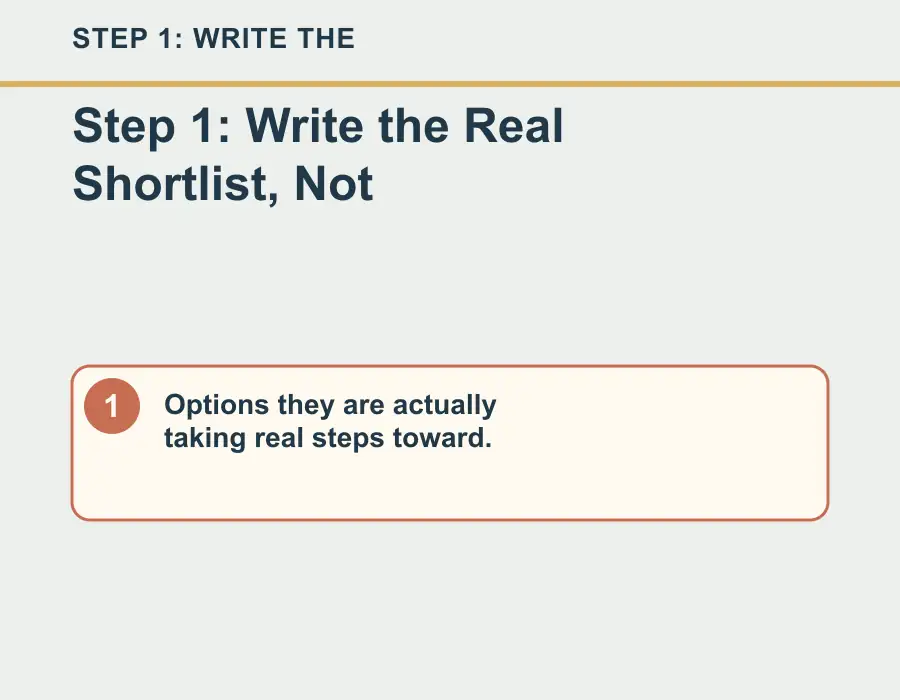 STEP 1: WRITE THE
Step 1: Write the Real
Shortlist, Not
1
Options they are actually
taking real steps toward.